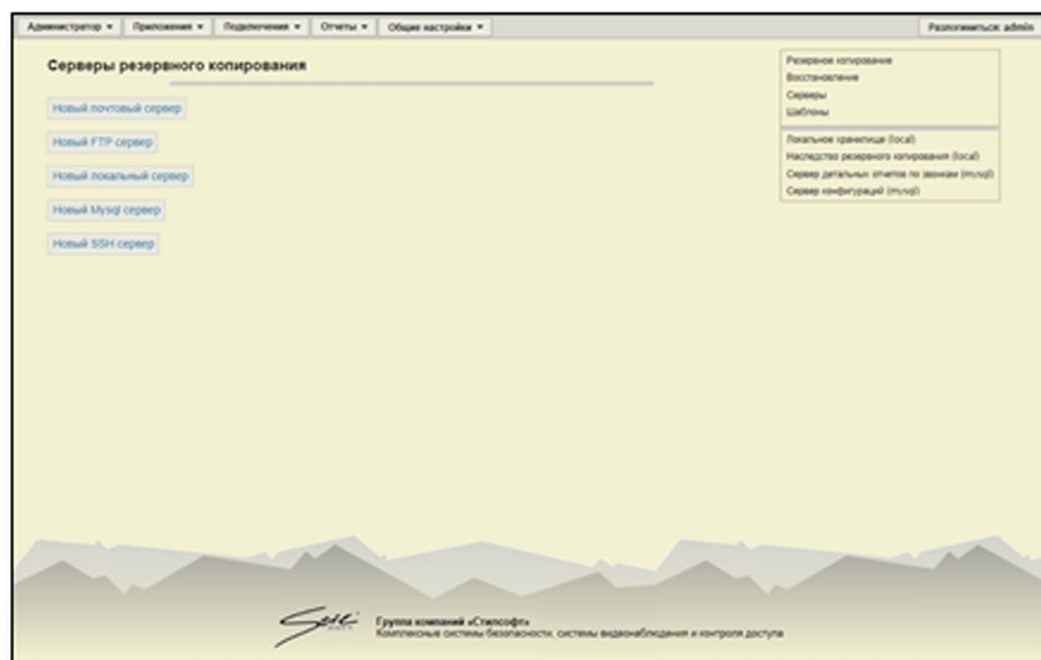 Администратор
Приложения
Подключения
Отчеты
Общие настройки
Разлогиниться: admin
Серверы резервного копирования
Новый почтовый сервер
Новый FTP сервер
Новый локальный сервер
Новый Mysql сервер
Новый SSH сервер
Резервное копирование
Восстановление
Серверы
Шаблоны
Локальное хранилище (local)
Наследство резервного копирования (local)
Сервер детальных отчетов по звонкам (mysql)
Сервер конфигураций (mysql)
Группа компаний «Стилсофт»
Комплексные системы безопасности, системы видеонаблюдения и контроля доступа